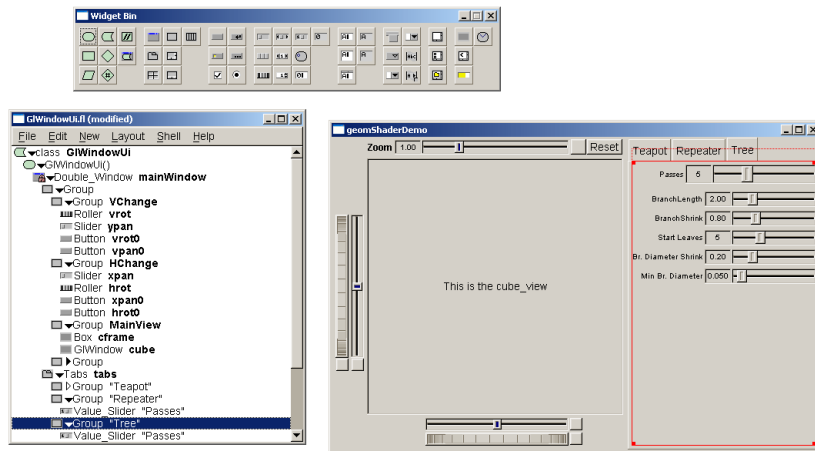 Widget Bin
GlWindowUi.fl (modified)
File Edit New Layout Shell Help
class GlWindowUi
GlWindowUi()
Double_Window mainWindow
Group
Group VChange
Roller vrot
Slider ypan
Button vrot0
Button vpan0
Group HChange
Slider xpan
Roller hrot
Button xpan0
Button hrot0
Group MainView
Box cframe
GlWindow cube
Group
Tabs tabs
Group "Teapot"
Group "Repeater"
Value_Slider "Passes"
Group "Tree"
Value_Slider "Passes"
geomShaderDemo
Zoom 1.00 Reset
This is the cube_view
Teapot Repeater Tree
Passes 5
BranchLength 2.00
BranchShrink 0.80
Start Leaves 5
Br. Diameter Shrink 0.20
Min Br. Diameter 0.050